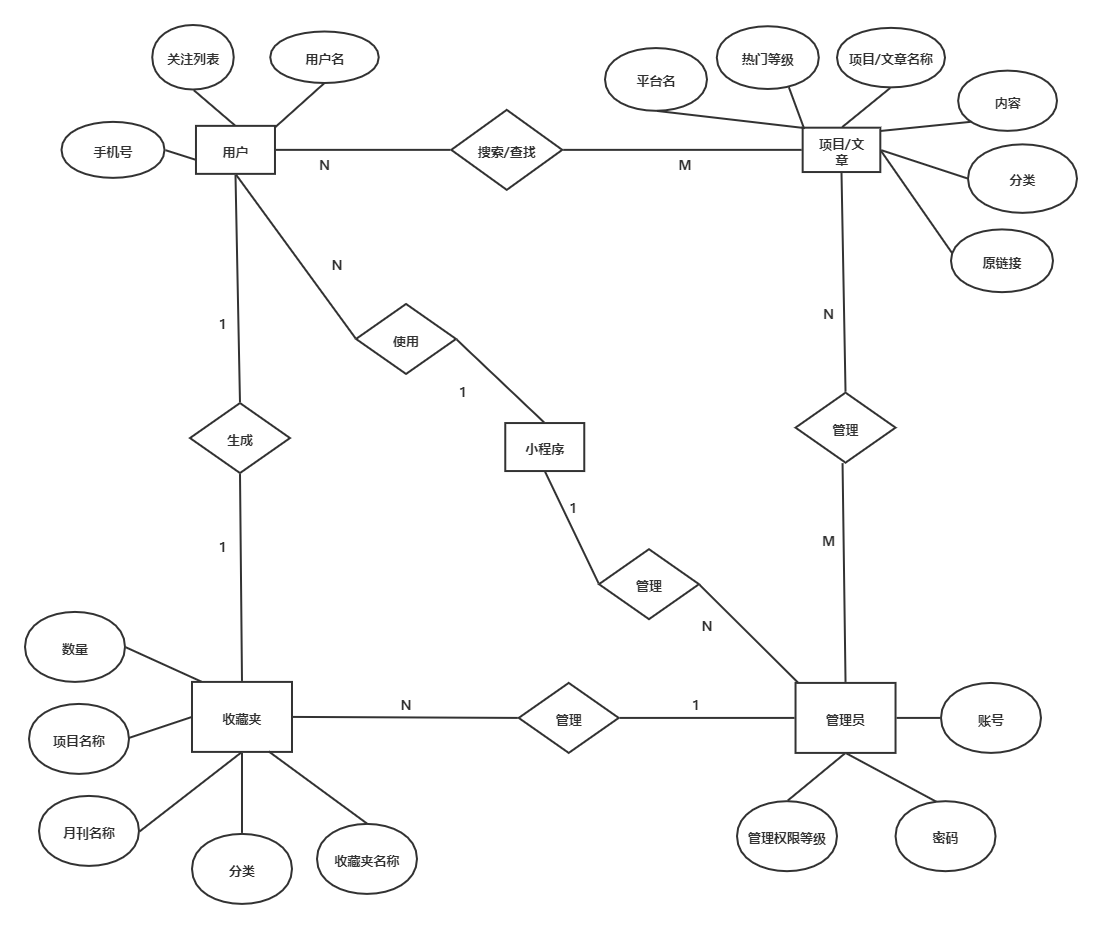 关注列表
用户名
平台名
热门等级
项目/文章名称
内容
手机号
用户
搜索/查找
项目/文
章
N
M
分类
原链接
N
使用
1
1
N
生成
小程序
管理
1
1
管理
M
N
数量
项目名称
收藏夹
N
管理
1
管理员
账号
月刊名称
分类
收藏夹名称
管理权限等级
密码